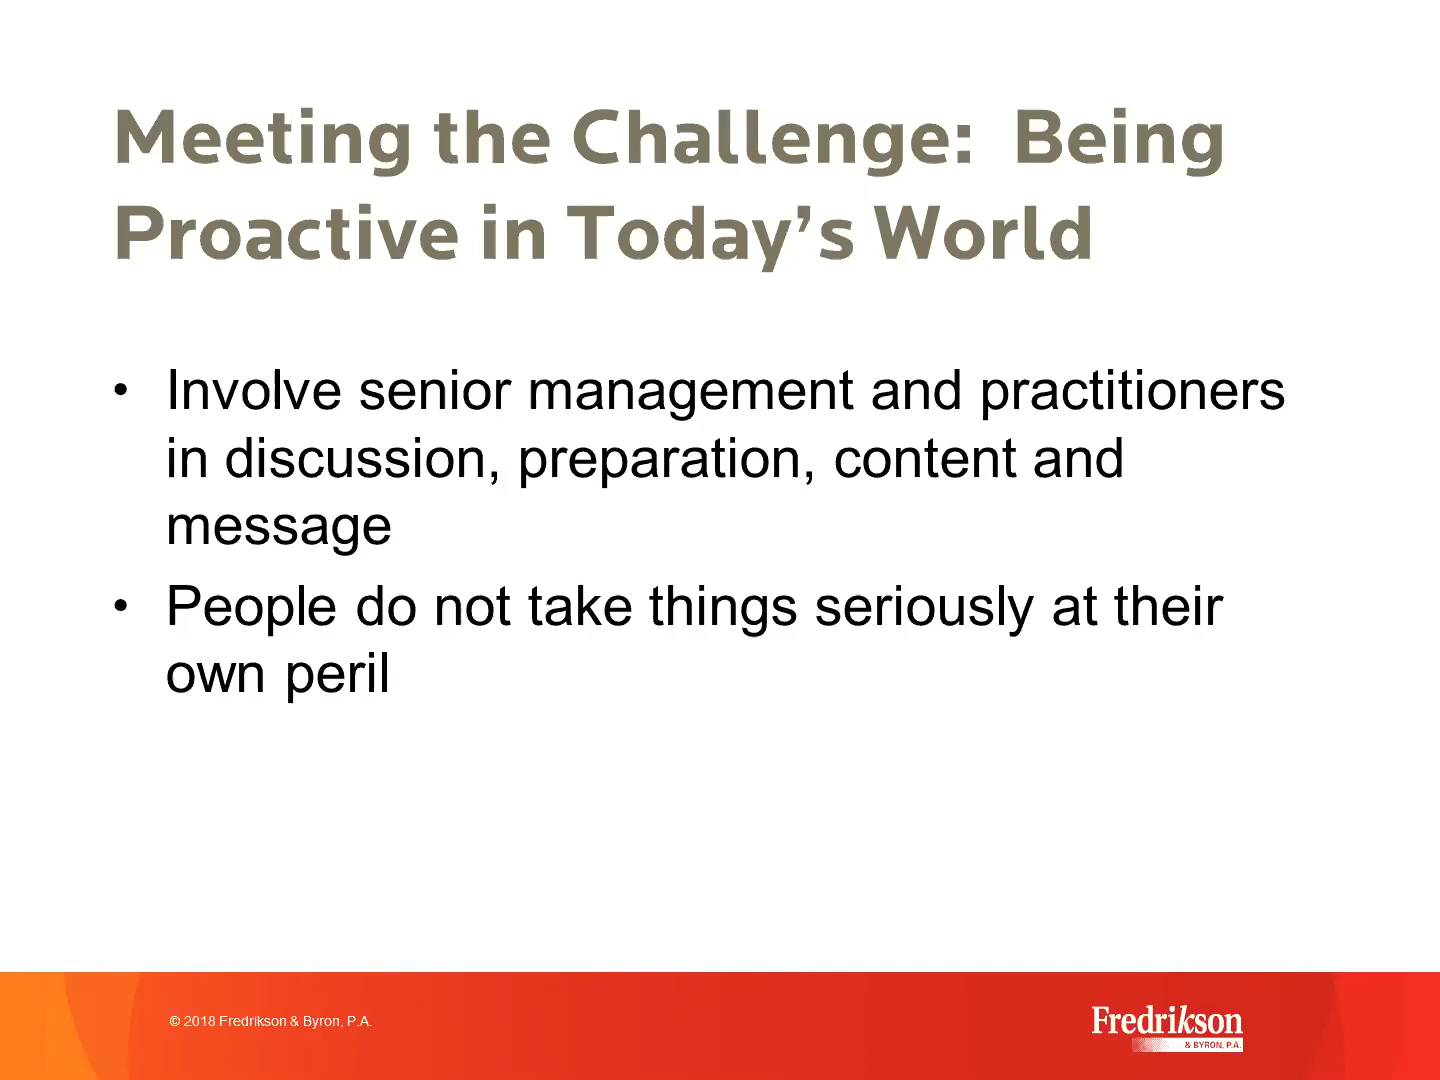 Meeting the Challenge:  Being
Proactive in Today’s World
• Involve senior management and practitioners
in discussion, preparation, content and
message
• People do not take things seriously at their
own peril
© 2018 Fredrikson & Byron, P.A.
Fredrikson
& BYRON, P.A.